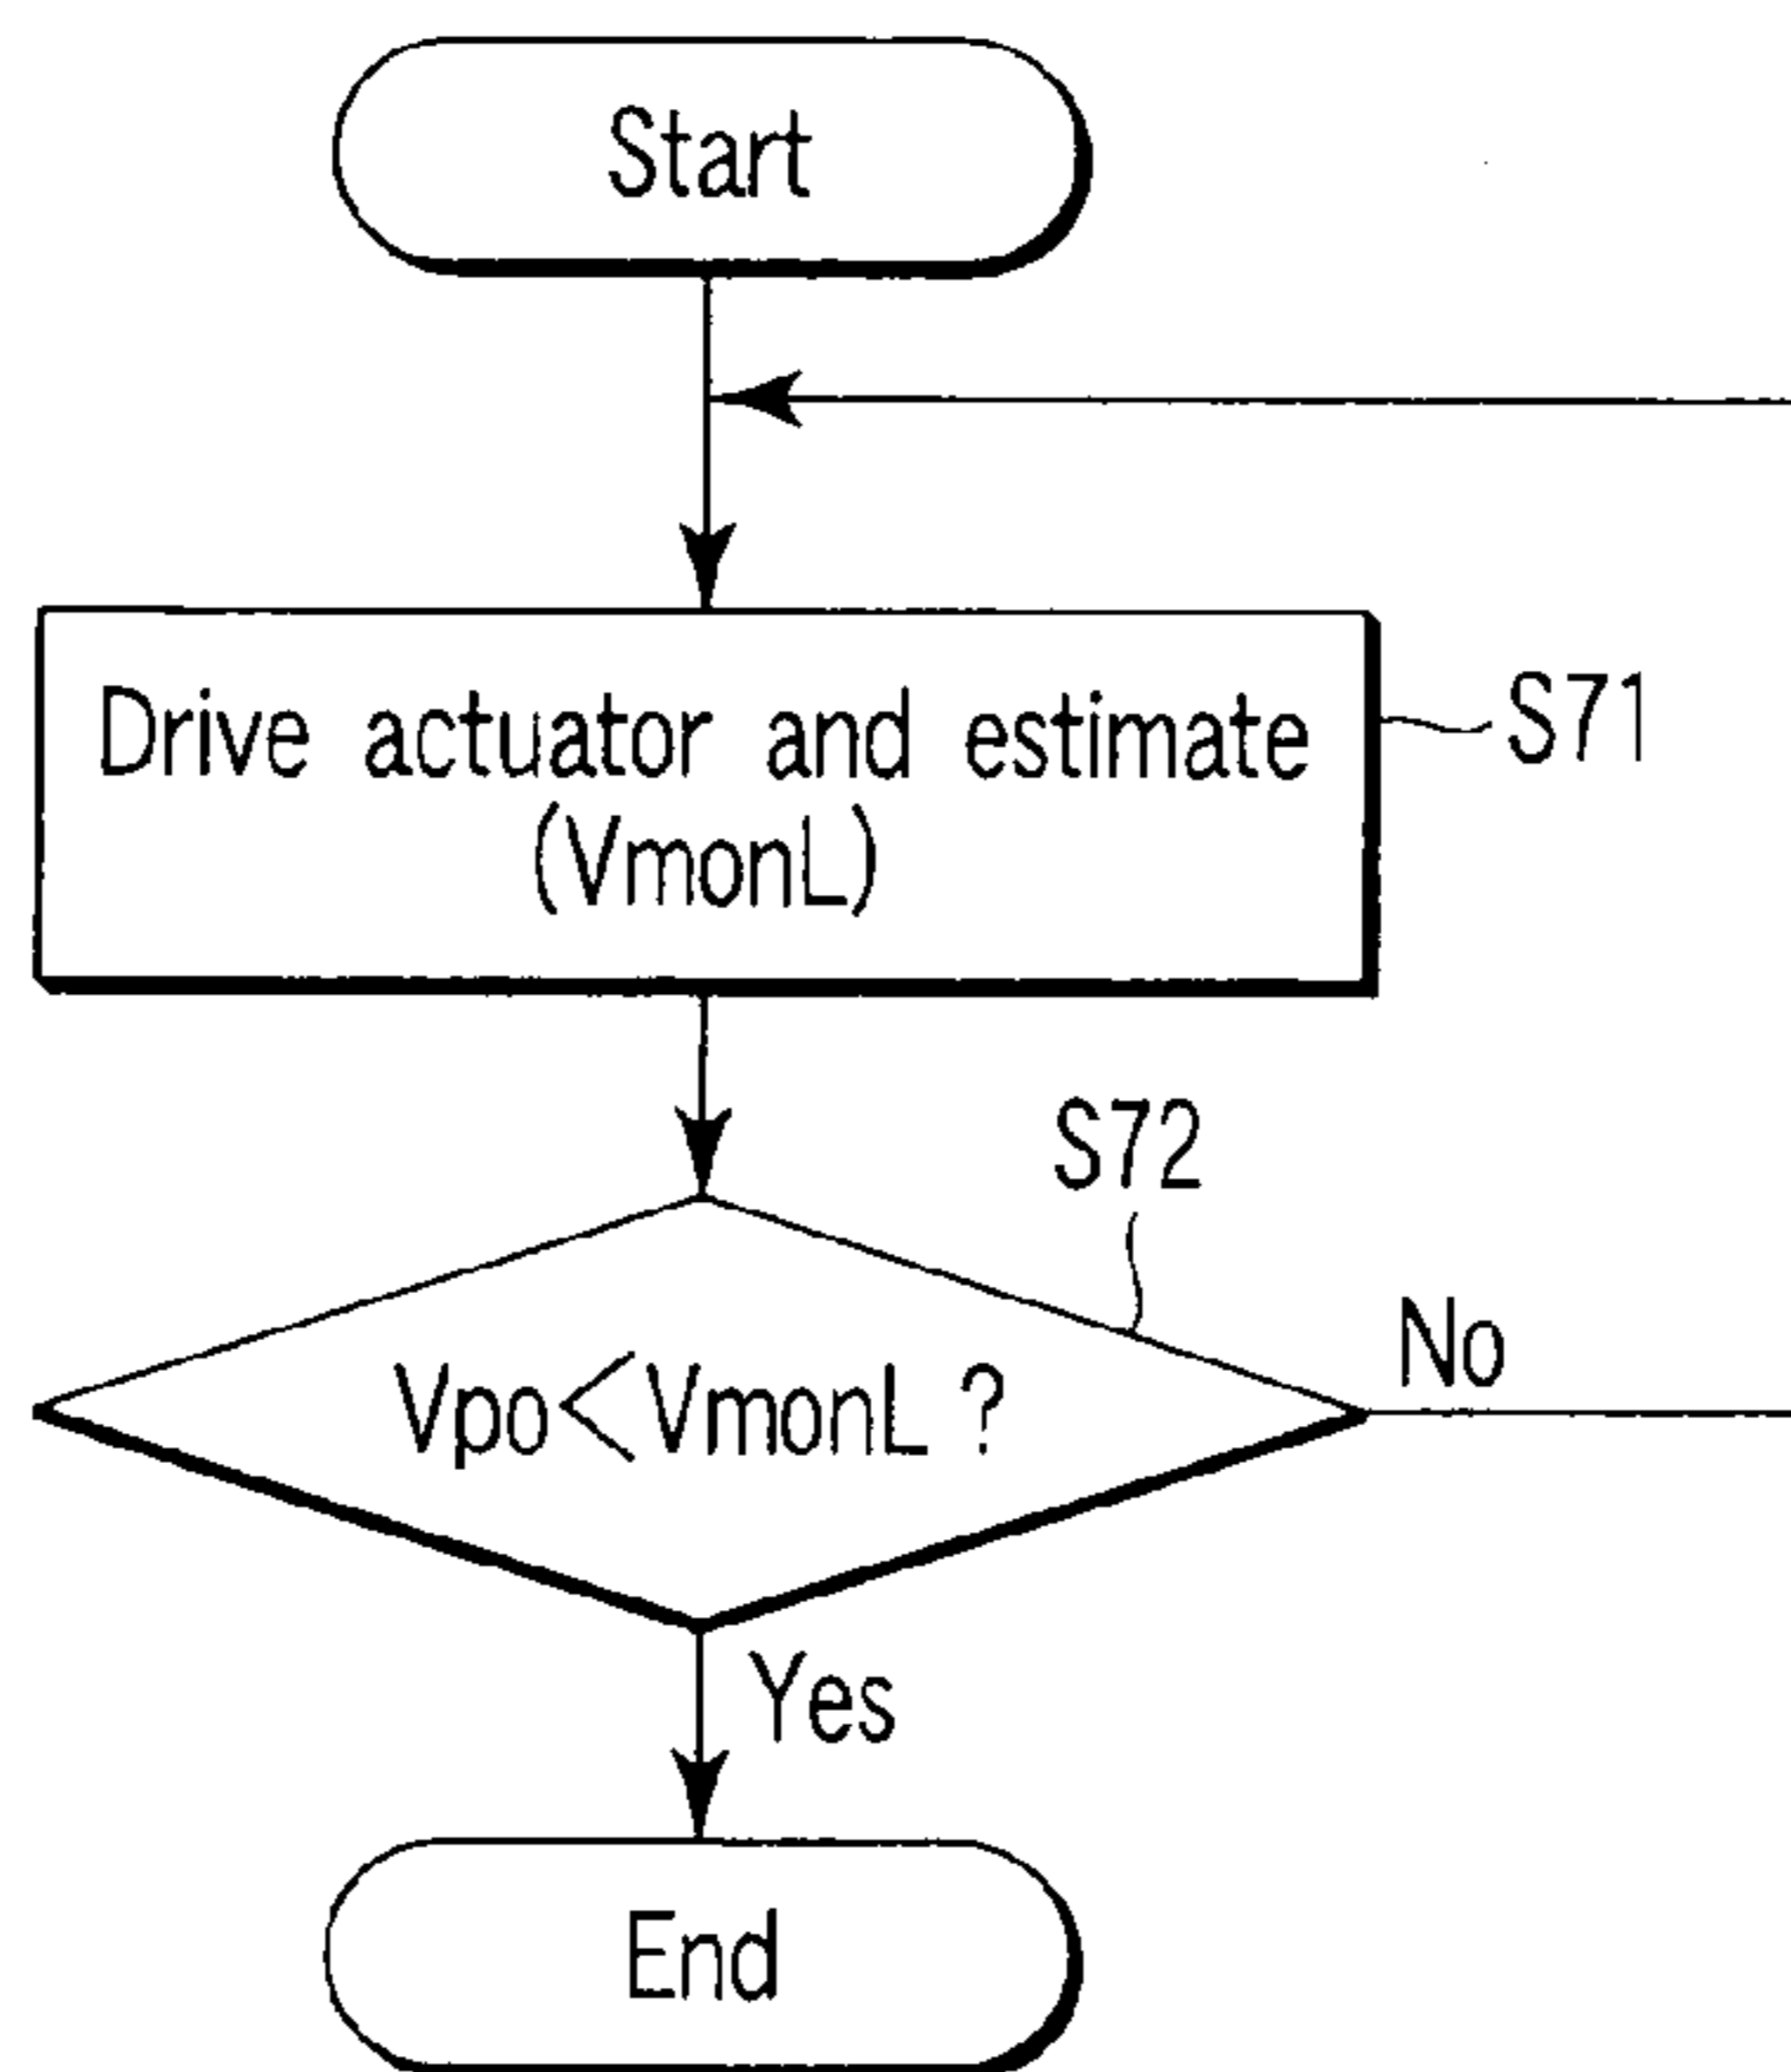 Start
Drive actuator and estimate
(VmonL)
S71
S72
Vpo<VmonL ?
No
Yes
End